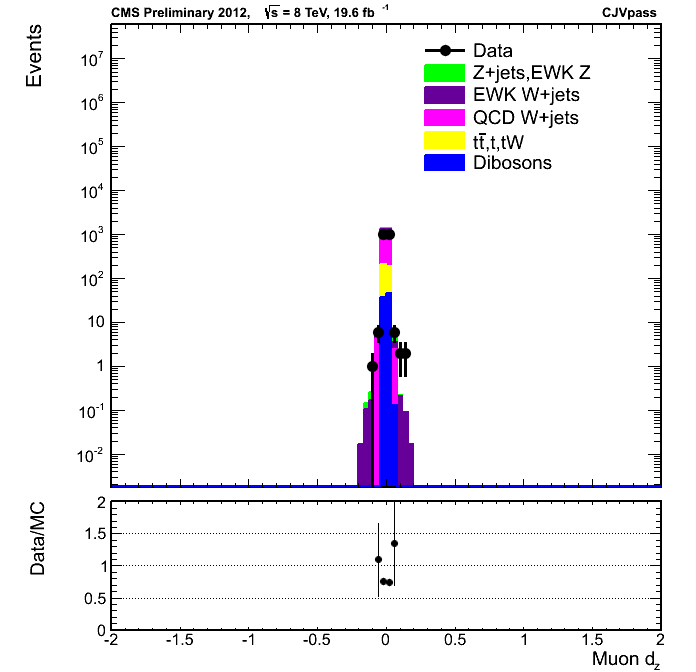 CMS Preliminary 2012, √s = 8 TeV, 19.6 fb⁻¹ CJVpass
Events
10⁷
10⁶
10⁵
10⁴
10³
10²
10
1
10⁻¹
10⁻²
Data
Z+jets,EWK Z
EWK W+jets
QCD W+jets
tt̄,t,tW
Dibosons
Data/MC
2
1.5
1
0.5
0
-2 -1.5 -1 -0.5 0 0.5 1 1.5 2
Muon d_z